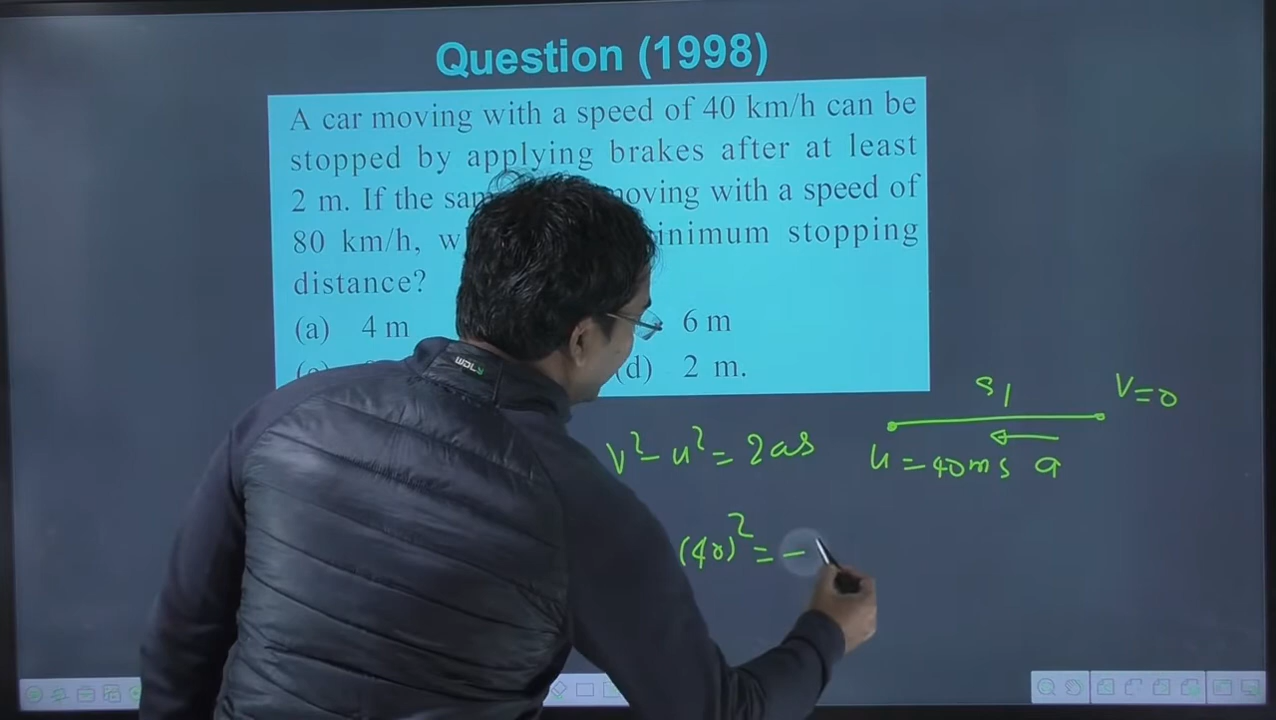 Question (1998)
A car moving with a speed of 40 km/h can be
stopped by applying brakes after at least
2 m. If the moving with a speed of
80 km/h, stopping
distance?
(a) 4 m 6 m
(d) 2 m.
S1 V=0
V²-u²=2as u=40ms a
(40)²=-
WDLY